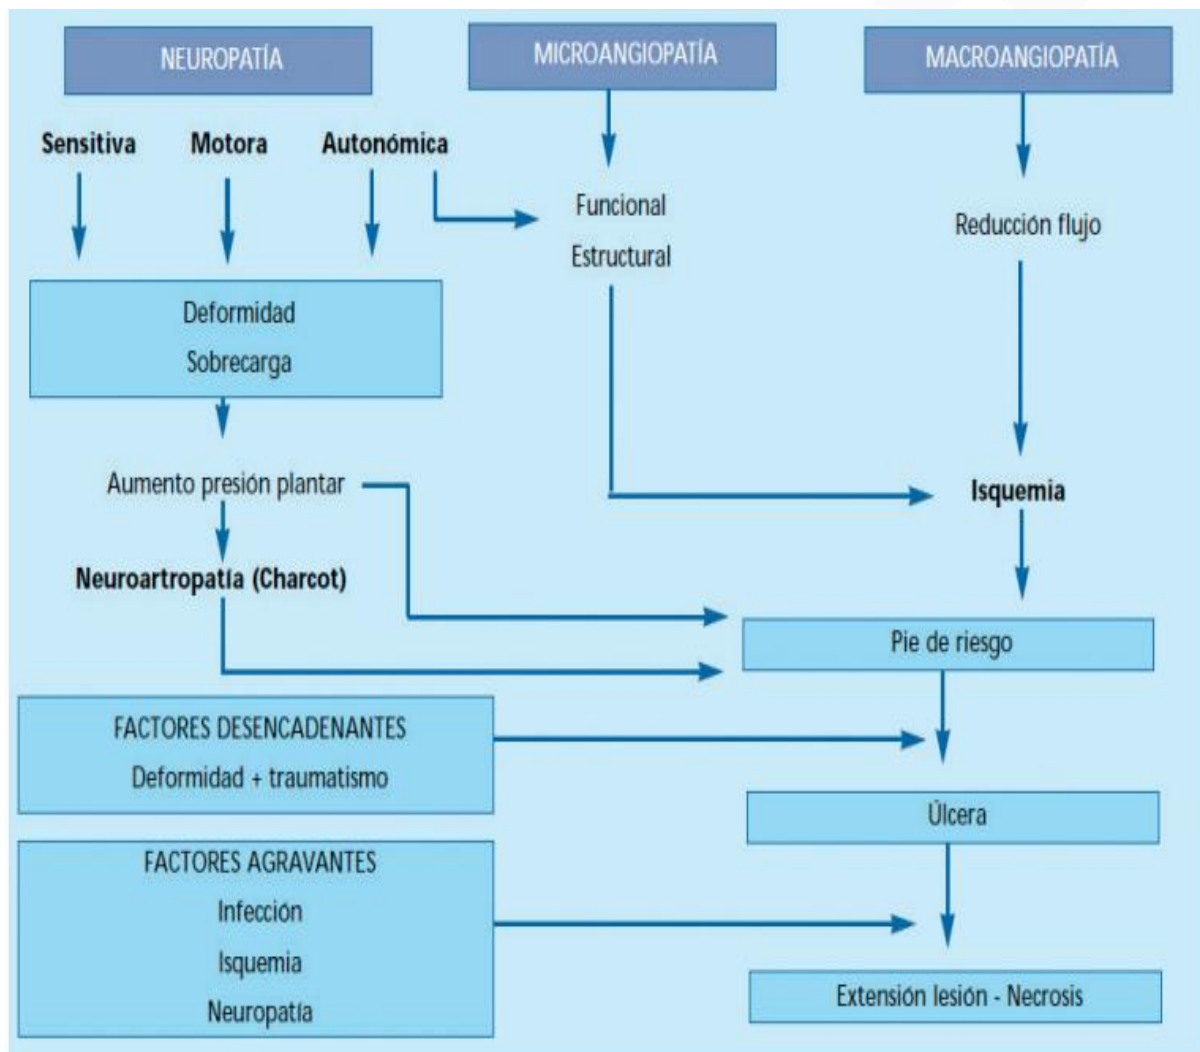 NEUROPATÍA
MICROANGIOPATÍA
MACROANGIOPATÍA
Sensitiva
Motora
Autonómica
Funcional
Estructural
Reducción flujo
Deformidad
Sobrecarga
Aumento presión plantar
Isquemia
Neuroartropatía (Charcot)
Pie de riesgo
FACTORES DESENCADENANTES
Deformidad + traumatismo
Úlcera
FACTORES AGRAVANTES
Infección
Isquemia
Neuropatía
Extensión lesión - Necrosis